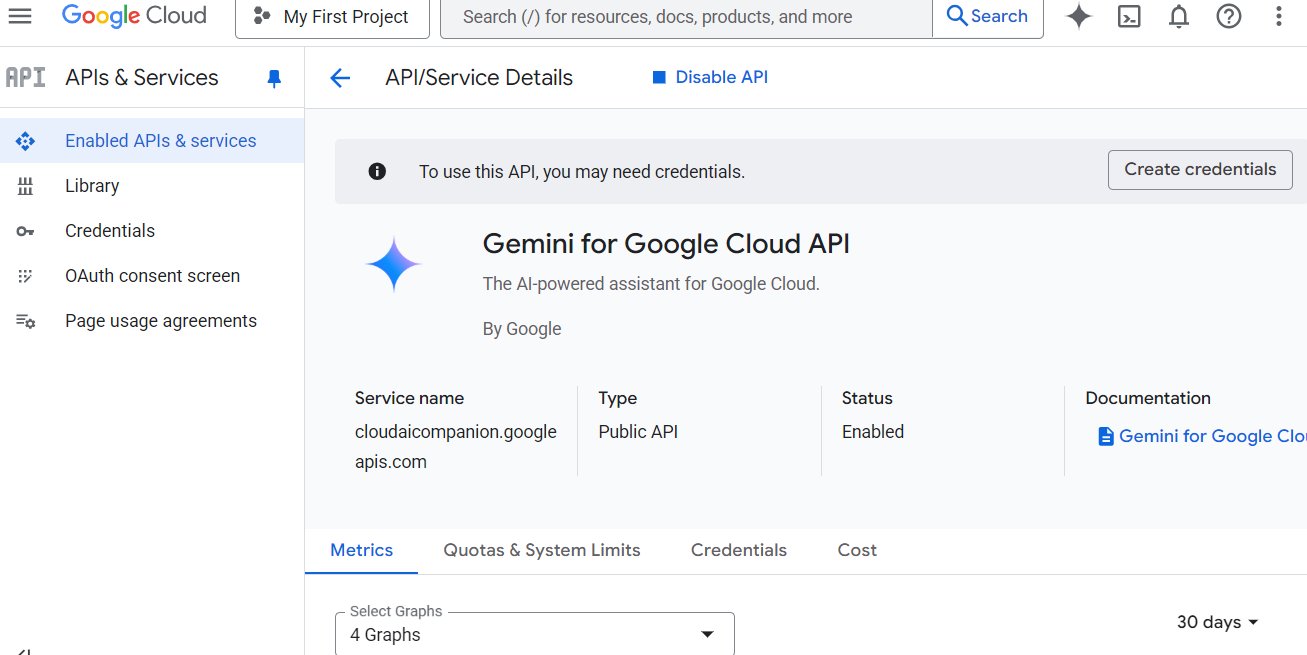 Google Cloud
My First Project
Search (/) for resources, docs, products, and more
Search
API
APIs & Services
API/Service Details
Disable API
Enabled APIs & services
Library
Credentials
OAuth consent screen
Page usage agreements
To use this API, you may need credentials.
Create credentials
Gemini for Google Cloud API
The AI-powered assistant for Google Cloud.
By Google
Service name
cloudaicompanion.google
apis.com
Type
Public API
Status
Enabled
Documentation
Gemini for Google Clo
Metrics
Quotas & System Limits
Credentials
Cost
Select Graphs
4 Graphs
30 days